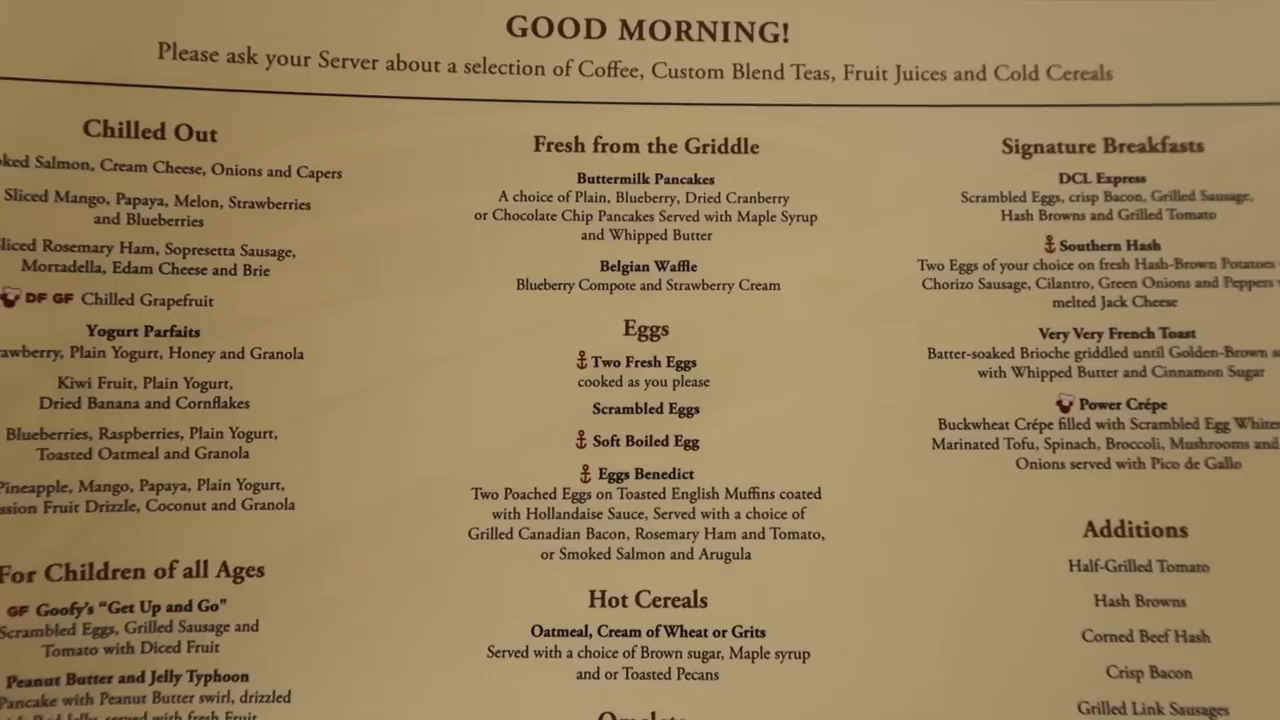 GOOD MORNING!
Please ask your Server about a selection of Coffee, Custom Blend Teas, Fruit Juices and Cold Cereals
Chilled Out
Salmon, Cream Cheese, Onions and Capers
Sliced Mango, Papaya, Melon, Strawberries
and Blueberries
Rosemary Ham, Sopresetta Sausage,
Mortadella, Edam Cheese and Brie
DF GF Chilled Grapefruit
Yogurt Parfaits
Plain Yogurt, Honey and Granola
Kiwi Fruit, Plain Yogurt,
Dried Banana and Cornflakes
Blueberries, Raspberries, Plain Yogurt,
Toasted Oatmeal and Granola
Pineapple, Mango, Papaya, Plain Yogurt,
Fruit Drizzle, Coconut and Granola
For Children of all Ages
GF Goofy's "Get Up and Go"
Scrambled Eggs, Grilled Sausage and
Tomato with Diced Fruit
Peanut Butter and Jelly Typhoon
Pancake with Peanut Butter swirl, drizzled
served with fresh Fruit
Fresh from the Griddle
Buttermilk Pancakes
A choice of Plain, Blueberry, Dried Cranberry
or Chocolate Chip Pancakes Served with Maple Syrup
and Whipped Butter
Belgian Waffle
Blueberry Compote and Strawberry Cream
Eggs
Two Fresh Eggs
cooked as you please
Scrambled Eggs
Soft Boiled Egg
Eggs Benedict
Two Poached Eggs on Toasted English Muffins coated
with Hollandaise Sauce, Served with a choice of
Grilled Canadian Bacon, Rosemary Ham and Tomato,
or Smoked Salmon and Arugula
Hot Cereals
Oatmeal, Cream of Wheat or Grits
Served with a choice of Brown sugar, Maple syrup
and or Toasted Pecans
Signature Breakfasts
DCL Express
Scrambled Eggs, crisp Bacon, Grilled Sausage,
Hash Browns and Grilled Tomato
Southern Hash
Two Eggs of your choice on fresh Hash-Brown Potatoes
Chorizo Sausage, Cilantro, Green Onions and Peppers
melted Jack Cheese
Very Very French Toast
Batter-soaked Brioche griddled until Golden-Brown
with Whipped Butter and Cinnamon Sugar
Power Crépe
Buckwheat Crépe filled with Scrambled Egg Whites
Marinated Tofu, Spinach, Broccoli, Mushrooms and
Onions served with Pico de Gallo
Additions
Half-Grilled Tomato
Hash Browns
Corned Beef Hash
Crisp Bacon
Grilled Link Sausages